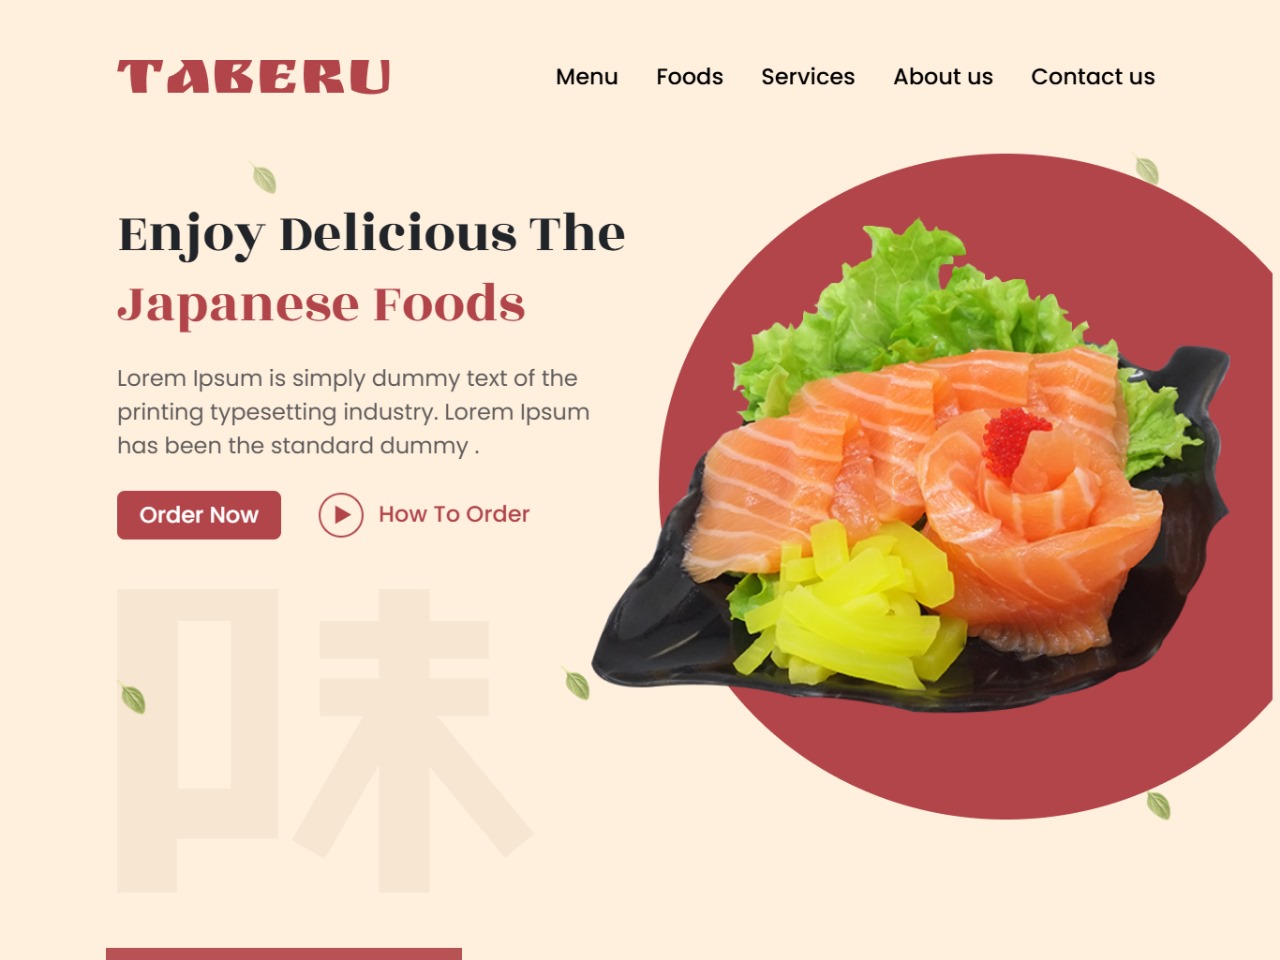 TABERU
Menu Foods Services About us Contact us
Enjoy Delicious The
Japanese Foods
Lorem Ipsum is simply dummy text of the
printing typesetting industry. Lorem Ipsum
has been the standard dummy .
Order Now How To Order
味